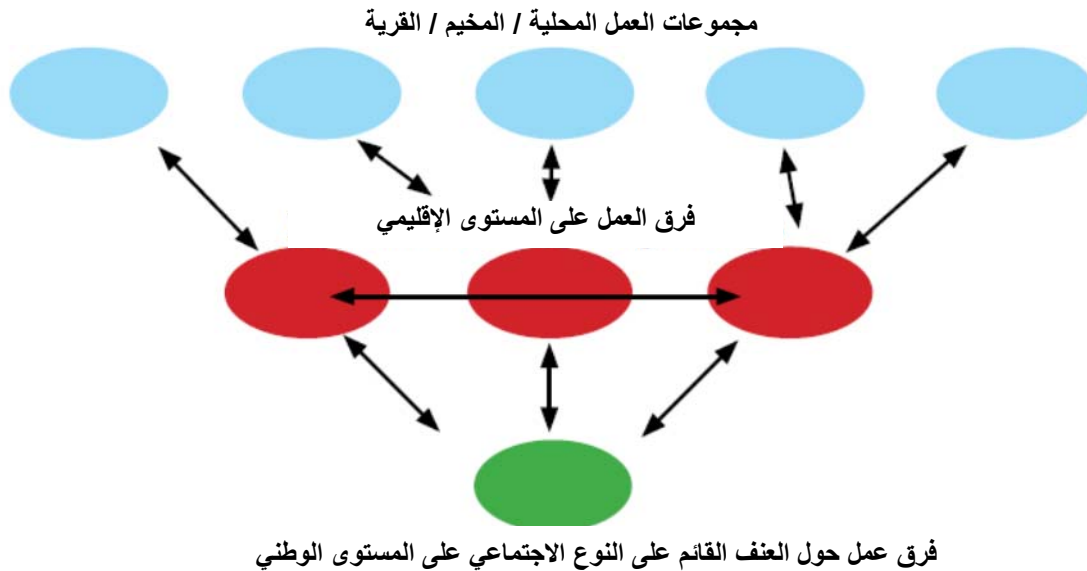 مجموعات العمل المحلية / المخيم / القرية
فرق العمل على المستوى الإقليمي
فرق عمل حول العنف القائم على النوع الاجتماعي على المستوى الوطني